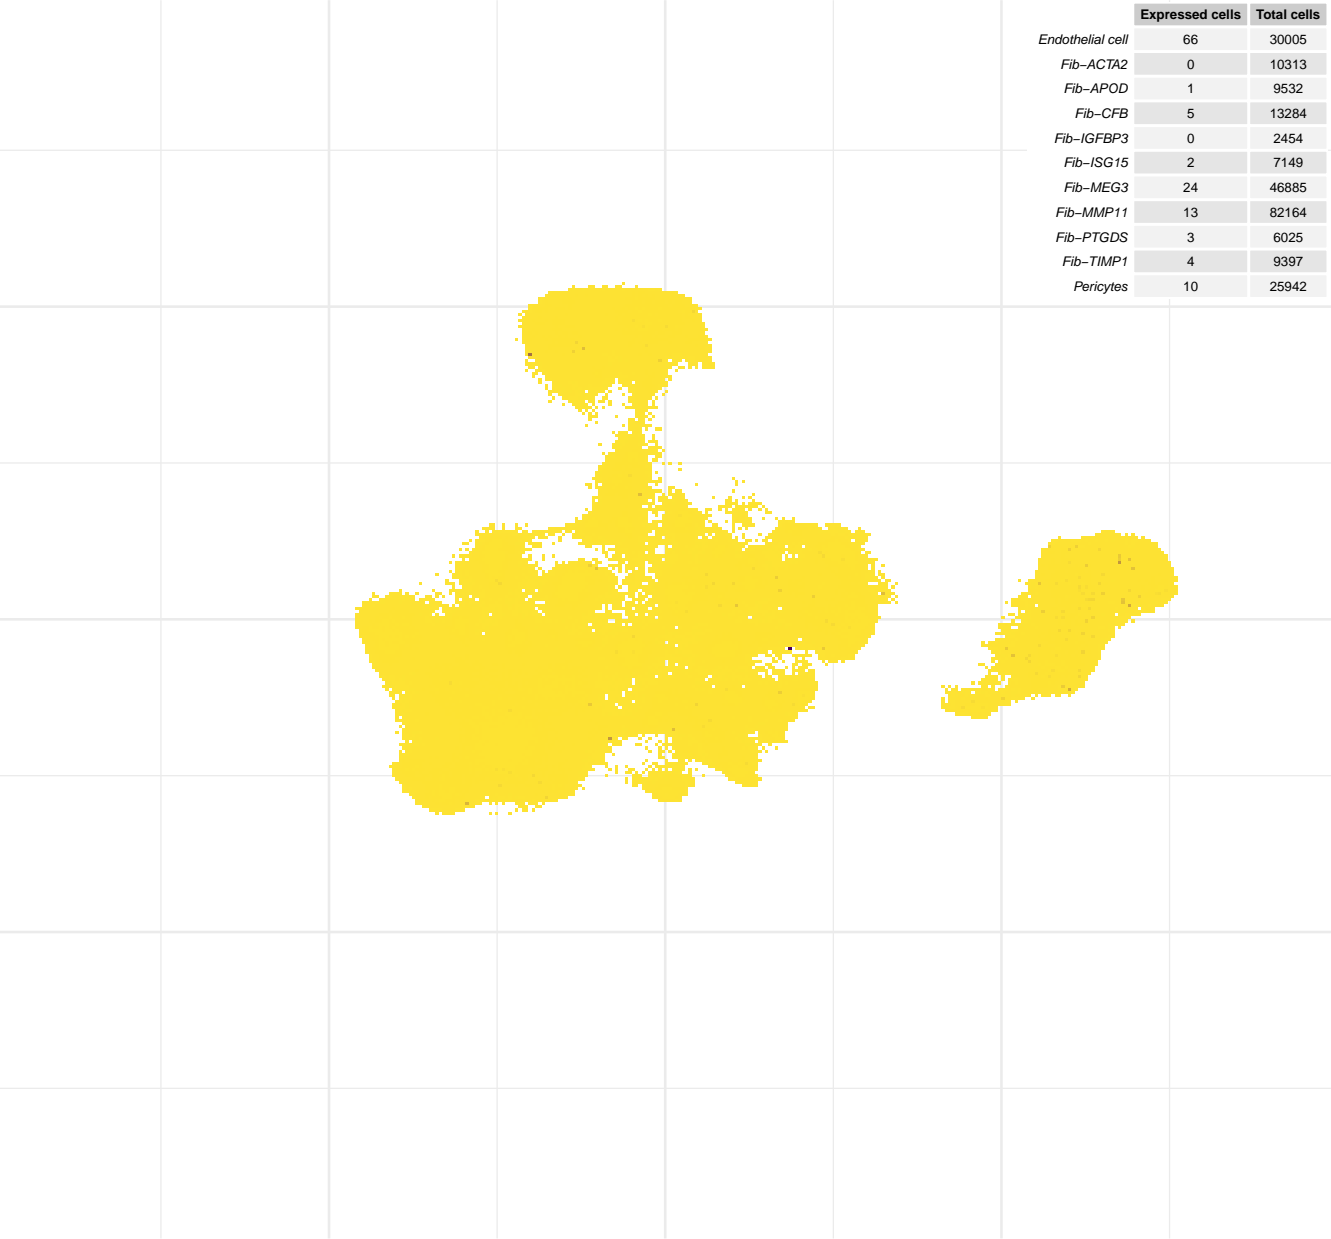 Expressed cells Total cells
Endothelial cell 66 30005
Fib−ACTA2 0 10313
Fib−APOD 1 9532
Fib−CFB 5 13284
Fib−IGFBP3 0 2454
Fib−ISG15 2 7149
Fib−MEG3 24 46885
Fib−MMP11 13 82164
Fib−PTGDS 3 6025
Fib−TIMP1 4 9397
Pericytes 10 25942